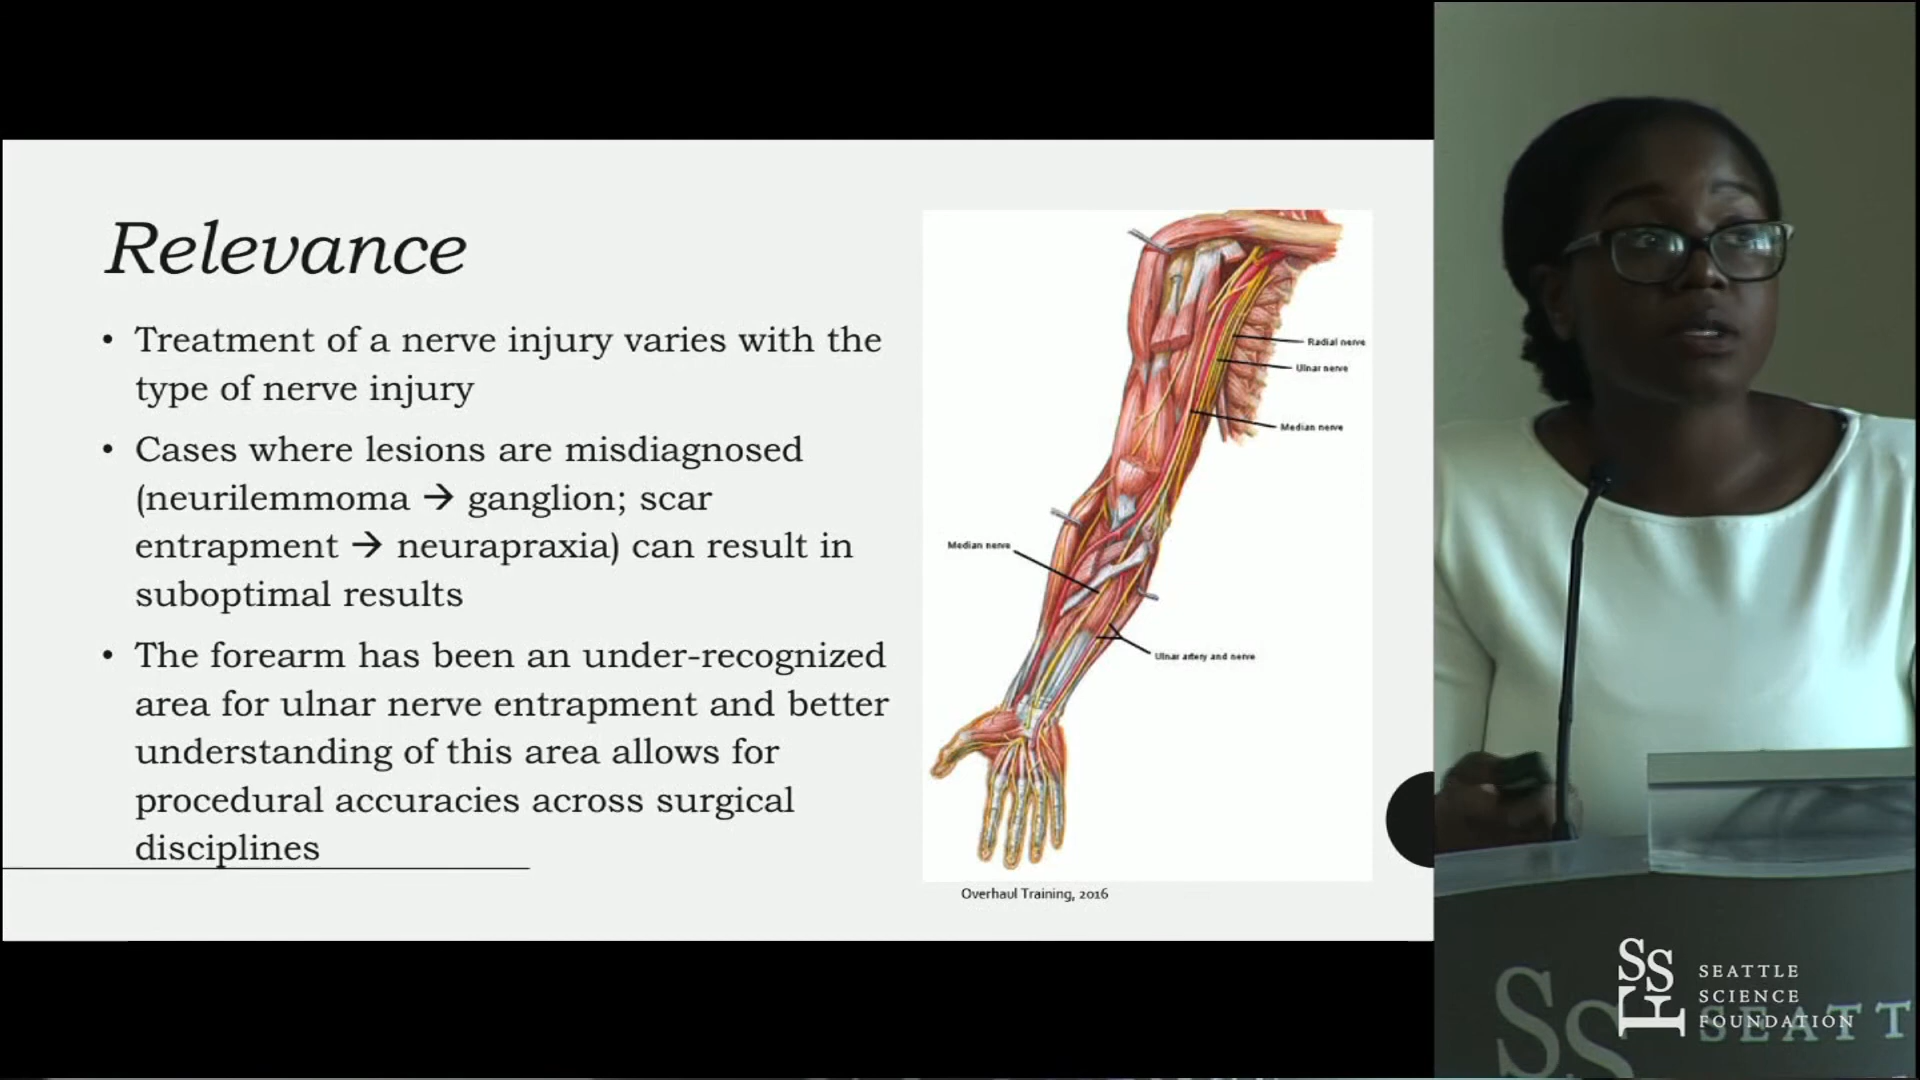 Relevance
• Treatment of a nerve injury varies with the
type of nerve injury
• Cases where lesions are misdiagnosed
(neurilemmoma → ganglion; scar
entrapment → neurapraxia) can result in
suboptimal results
• The forearm has been an under-recognized
area for ulnar nerve entrapment and better
understanding of this area allows for
procedural accuracies across surgical
disciplines
Radial nerve
Ulnar nerve
Median nerve
Median nerve
Ulnar artery and nerve
Overhaul Training, 2016
SSF
SEATTLE
SCIENCE
FOUNDATION
SS
SEATT